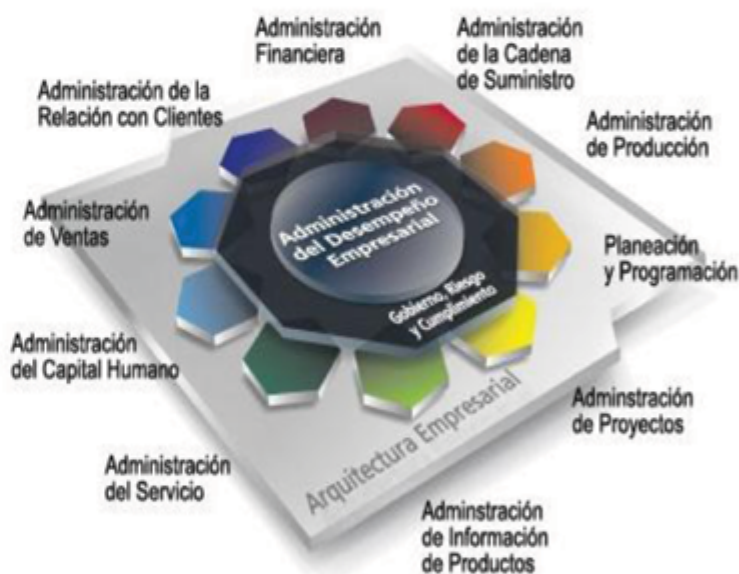 Administración
Financiera
Administración
de la Cadena
de Suministro
Administración de la
Relación con Clientes
Administración
de Producción
Administración
de Ventas
Administración
del Desempeño
Empresarial
Planeación
y Programación
Gobierno, Riesgo
y Cumplimiento
Administración
del Capital Humano
Adminstración
de Proyectos
Arquitectura Empresarial
Administración
del Servicio
Adminstración
de Información
de Productos